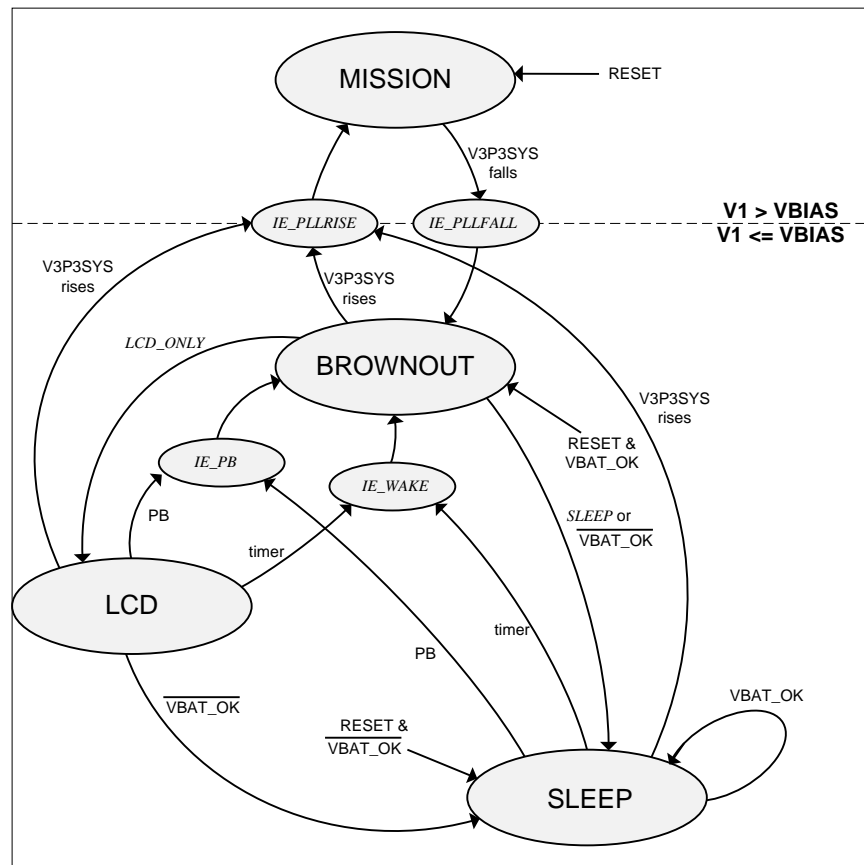 MISSION
RESET
V3P3SYS
falls
IE_PLLRISE
IE_PLLFALL
V1 > VBIAS
V1 <= VBIAS
V3P3SYS
rises
V3P3SYS
rises
LCD_ONLY
BROWNOUT
V3P3SYS
rises
RESET &
VBAT_OK
IE_PB
IE_WAKE
PB
SLEEP or
VBAT_OK
timer
LCD
timer
PB
VBAT_OK
RESET &
VBAT_OK
VBAT_OK
SLEEP